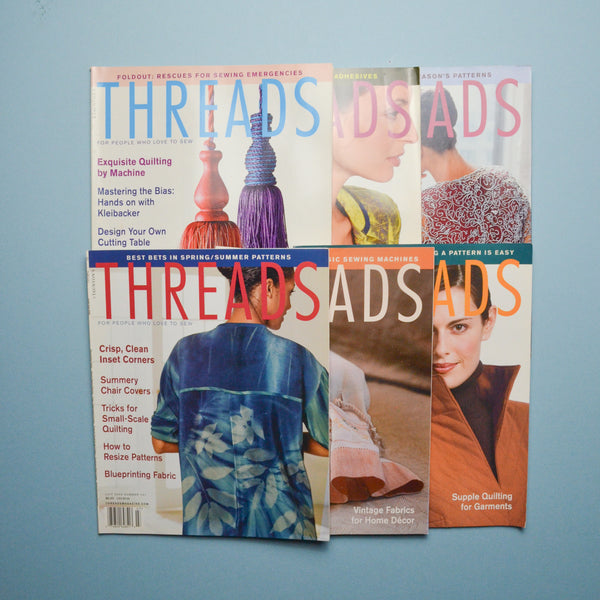 FOLDOUT: RESCUES FOR SEWING EMERGENCIES
THREADS
FOR PEOPLE WHO LOVE TO SEW
Exquisite Quilting
by Machine
Mastering the Bias:
Hands on with
Kleibacker
Design Your Own
Cutting Table
ADHESIVES
ADS
ASON'S PATTERNS
ADS
BEST BETS IN SPRING/SUMMER PATTERNS
THREADS
FOR PEOPLE WHO LOVE TO SEW
Crisp, Clean
Inset Corners
Summery
Chair Covers
Tricks for
Small-Scale
Quilting
How to
Resize Patterns
Blueprinting Fabric
SIC SEWING MACHINES
ADS
Vintage Fabrics
for Home Décor
G A PATTERN IS EASY
ADS
Supple Quilting
for Garments